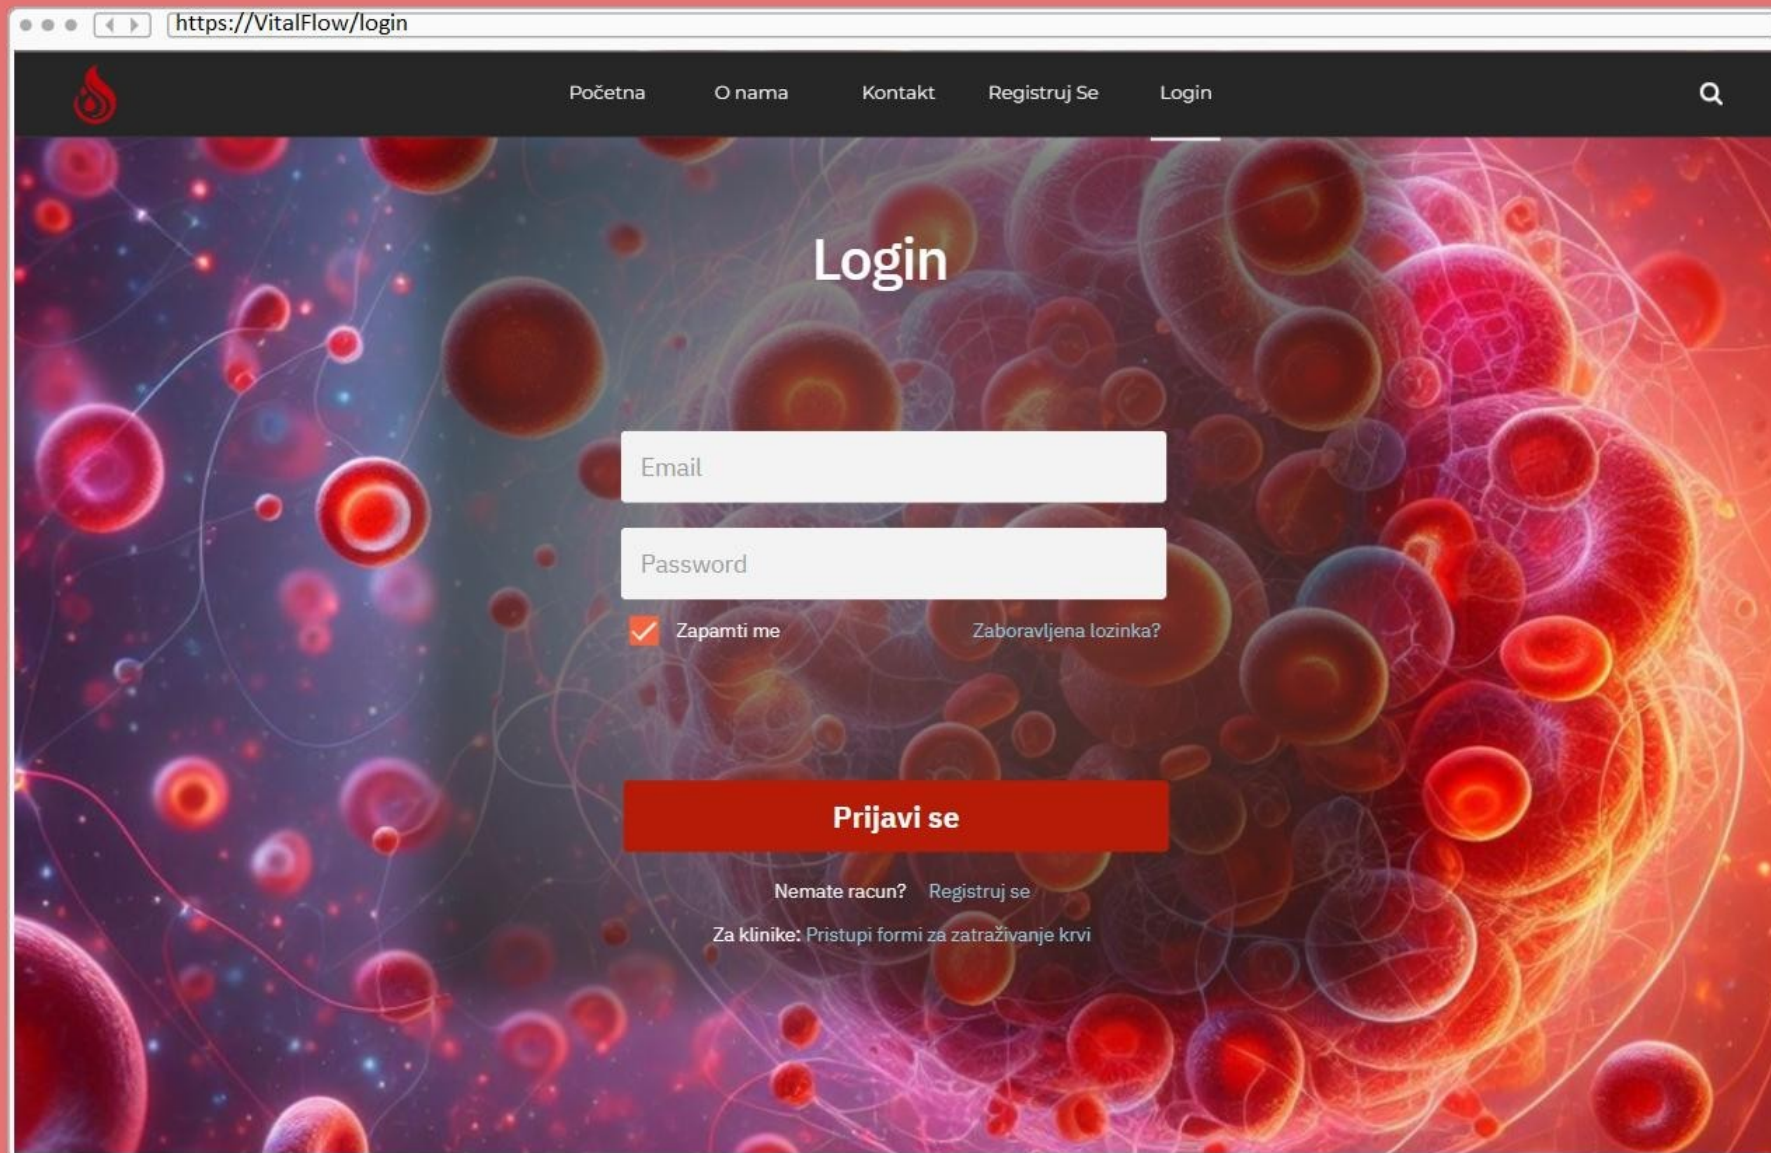 https://VitalFlow/login
Početna O nama Kontakt Registruj Se Login
Login
Email
Password
Zapamti me Zaboravljena lozinka?
Prijavi se
Nemate racun? Registruj se
Za klinike: Pristupi formi za zatraživanje krvi